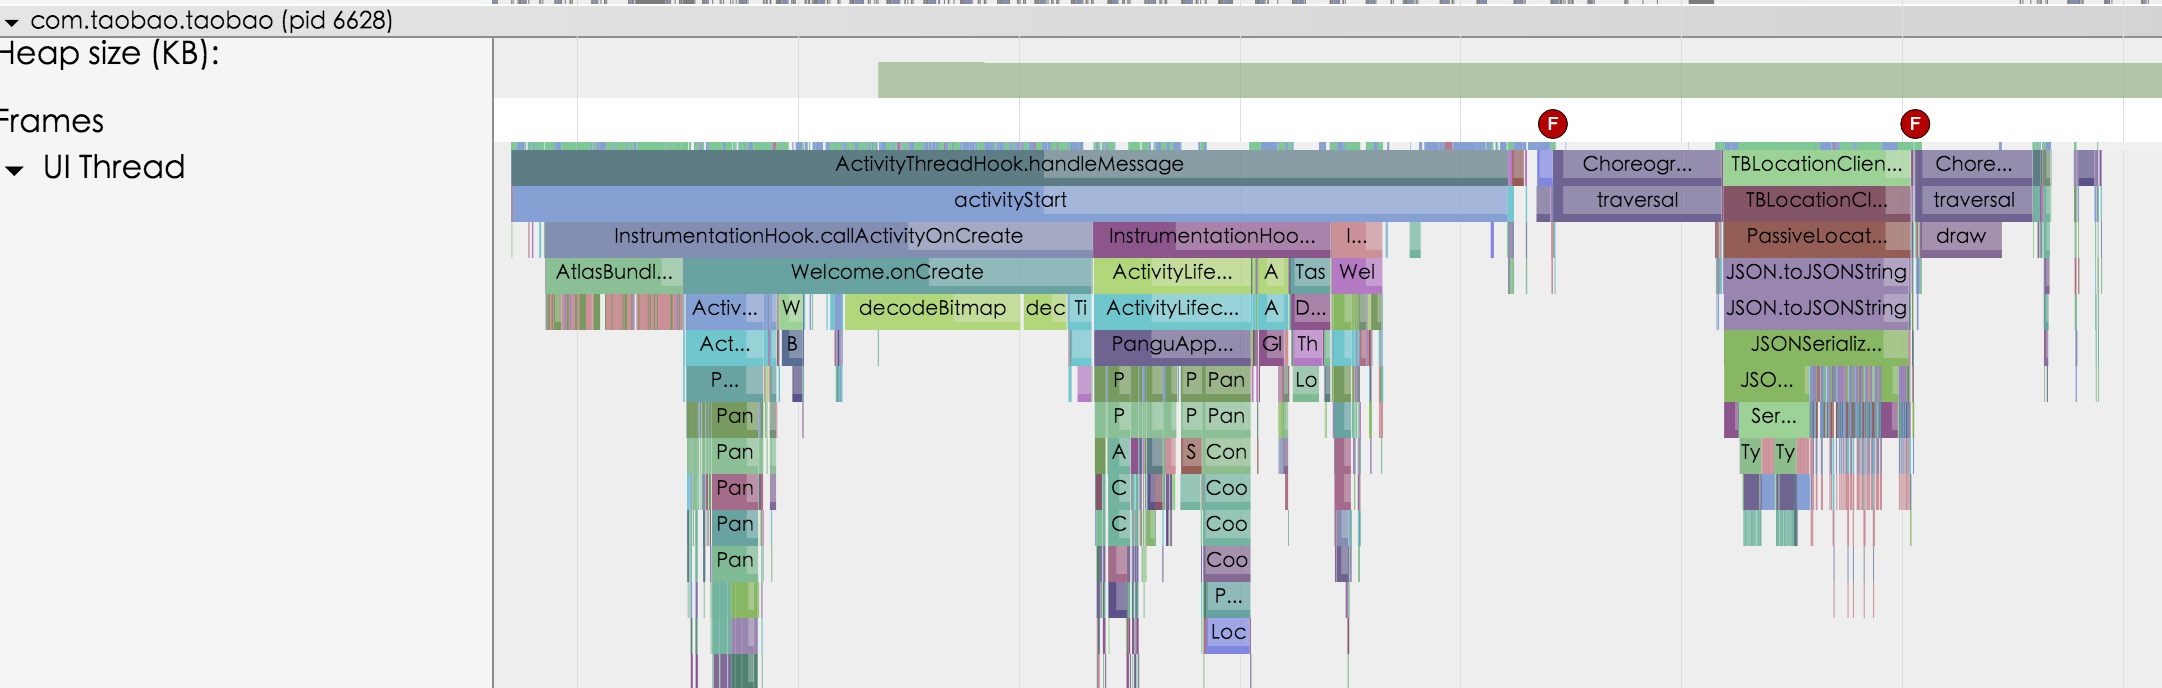 com.taobao.taobao (pid 6628)
Heap size (KB):
Frames
F F
UI Thread
ActivityThreadHook.handleMessage Choreogr... TBLocationClien... Chore...
activityStart traversal TBLocationCl... traversal
InstrumentationHook.callActivityOnCreate InstrumentationHoo... I... PassiveLocat... draw
AtlasBundl... Welcome.onCreate ActivityLife... A Tas Wel JSON.toJSONString
Activ... W decodeBitmap dec Ti ActivityLifec... A D... JSON.toJSONString
Act... B PanguApp... Gl Th JSONSerializ...
P... P P Pan Lo JSO...
Pan P P Pan Ser...
Pan A S Con Ty Ty
Pan C Coo
Pan C Coo
Pan Coo
P...
Loc